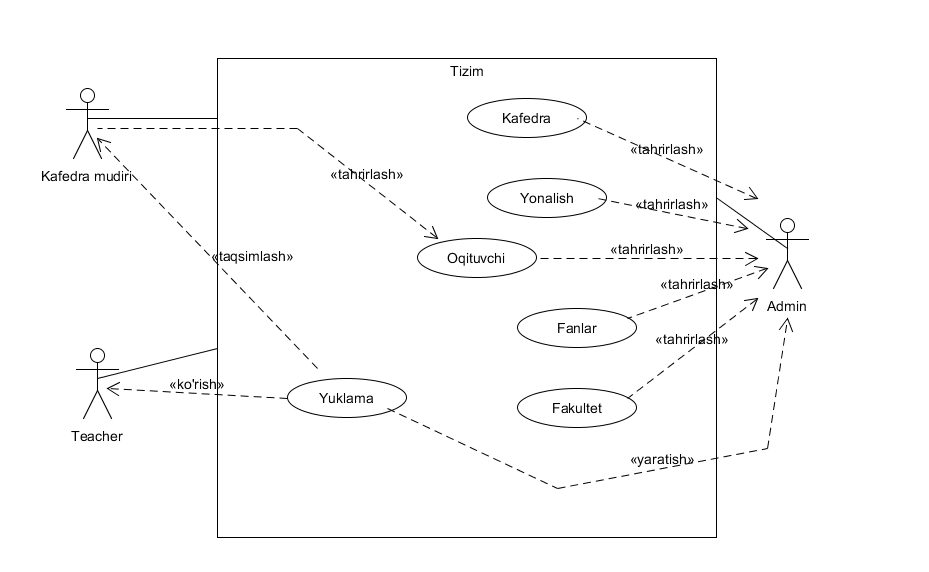 Tizim
Kafedra
«tahrirlash»
Kafedra mudiri
«tahrirlash»
Yonalish
«tahrirlash»
Oqituvchi
«tahrirlash»
«taqsimlash»
«tahrirlash»
Admin
Fanlar
«tahrirlash»
«ko'rish»
Yuklama
Fakultet
Teacher
«yaratish»